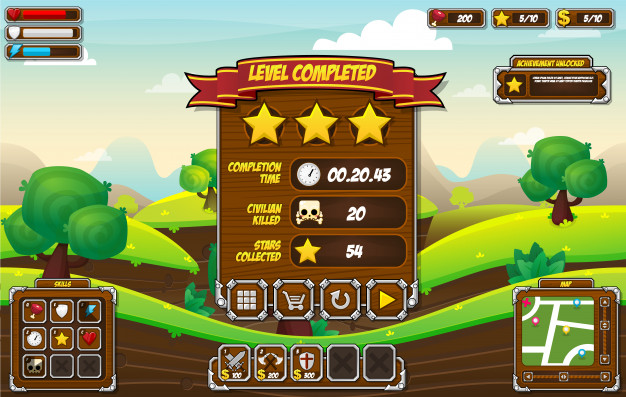 200
5/10
5/10
LEVEL COMPLETED
ACHIEVEMENT UNLOCKED
COMPLETION
TIME
00.20.43
CIVILIAN
KILLED
20
STARS
COLLECTED
54
SKILLS
MAP
$ 100
$ 200
$ 300